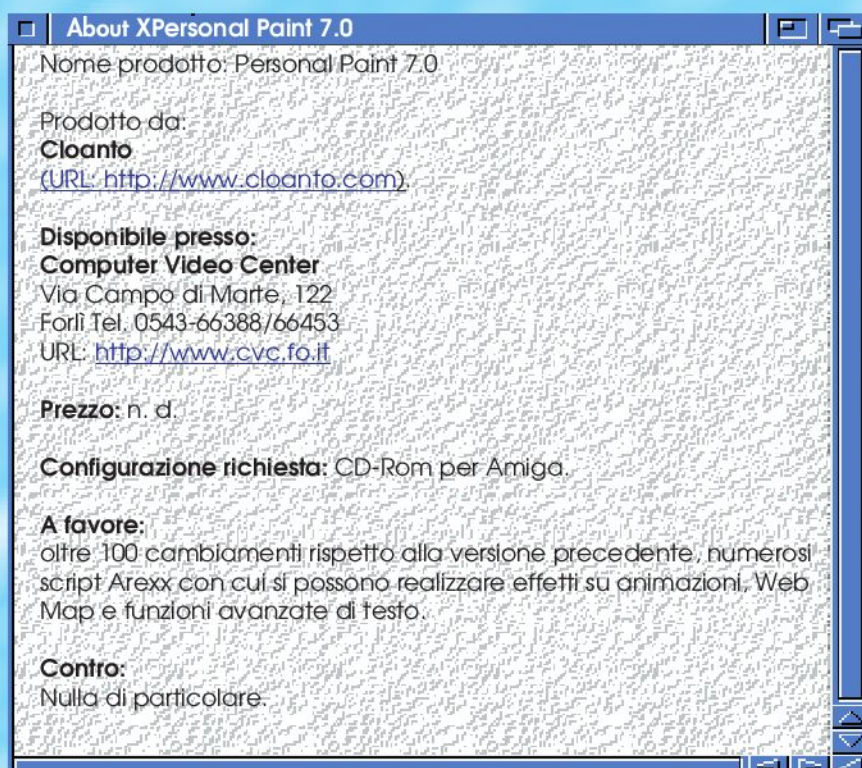 About XPersonal Paint 7.0
Nome prodotto: Personal Paint 7.0
Prodotto da:
Cloanto
(URL: http://www.cloanto.com).
Disponibile presso:
Computer Video Center
Via Campo di Marte, 122
Forlì Tel. 0543-66388/66453
URL: http://www.cvc.fo.it
Prezzo: n. d.
Configurazione richiesta: CD-Rom per Amiga.
A favore:
oltre 100 cambiamenti rispetto alla versione precedente, numerosi
script Arexx con cui si possono realizzare effetti su animazioni, Web
Map e funzioni avanzate di testo.
Contro:
Nulla di particolare.